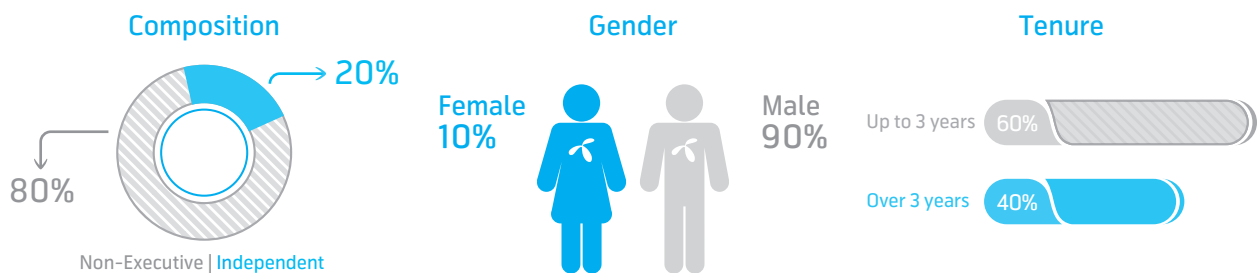 Composition
20%
80%
Non-Executive | Independent
Gender
Female
10%
Male
90%
Tenure
Up to 3 years
60%
Over 3 years
40%